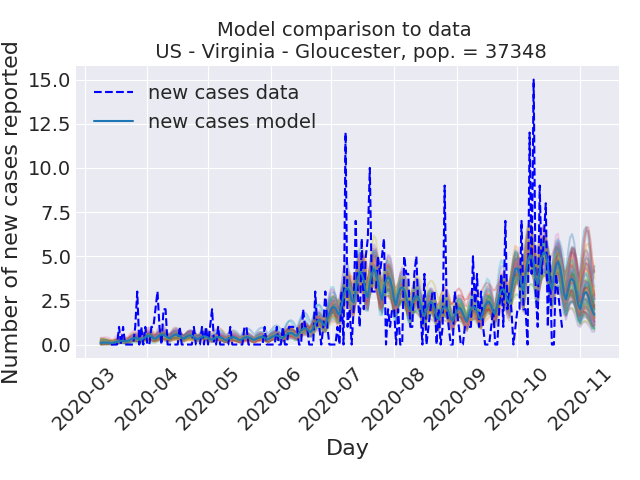 Model comparison to data
US - Virginia - Gloucester, pop. = 37348
Number of new cases reported
15.0
12.5
10.0
7.5
5.0
2.5
0.0
new cases data
new cases model
2020-03
2020-04
2020-05
2020-06
2020-07
2020-08
2020-09
2020-10
2020-11
Day